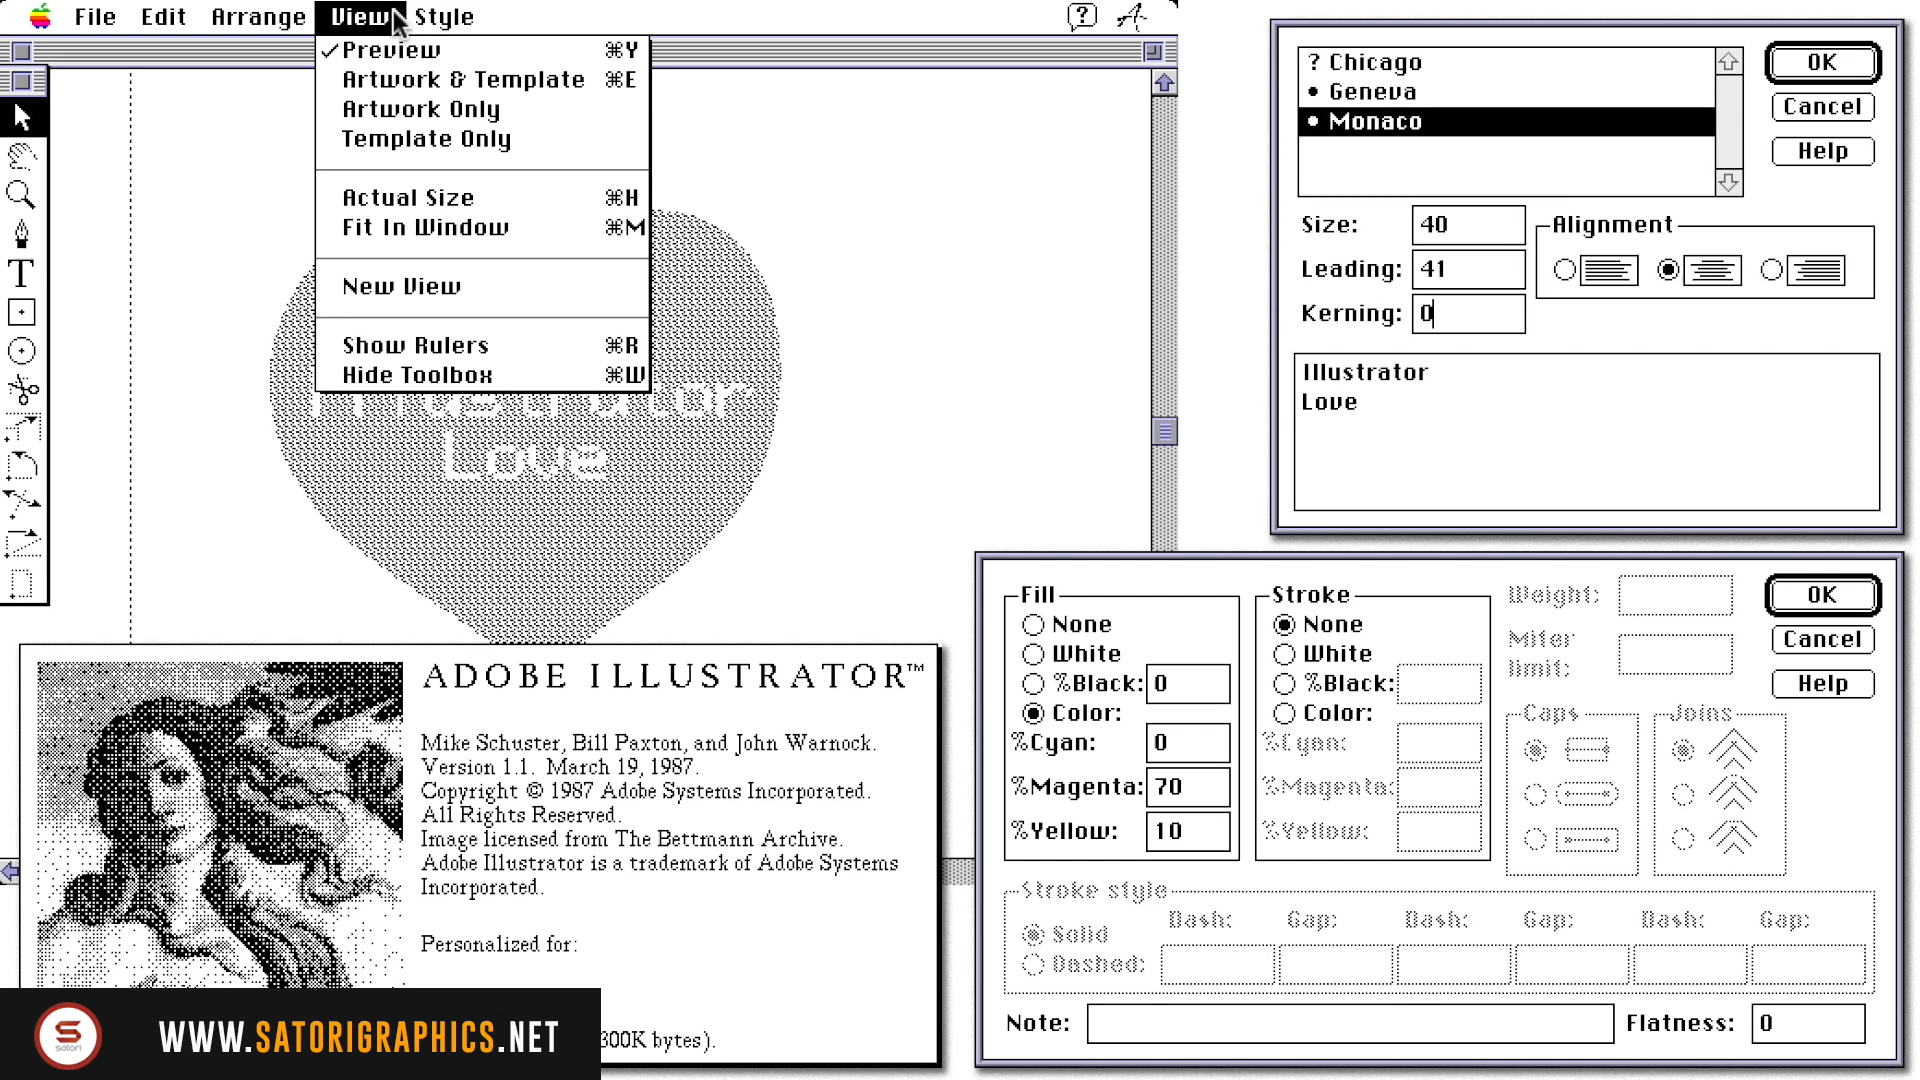 File Edit Arrange View Style
Preview ⌘Y
Artwork & Template ⌘E
Artwork Only
Template Only
Actual Size ⌘H
Fit In Window ⌘M
New View
Show Rulers ⌘R
Hide Toolbox ⌘W
T
Love
ADOBE ILLUSTRATOR™
Mike Schuster, Bill Paxton, and John Warnock.
Version 1.1. March 19, 1987.
Copyright © 1987 Adobe Systems Incorporated.
All Rights Reserved.
Image licensed from The Bettmann Archive.
Adobe Illustrator is a trademark of Adobe Systems
Incorporated.
Personalized for:
300K bytes).
S
satori
WWW.SATORIGRAPHICS.NET
? Chicago
• Geneva
• Monaco
OK
Cancel
Help
Size: 40
Leading: 41
Kerning: 0
Alignment
Illustrator
Love
Fill
None
White
%Black: 0
Color:
%Cyan: 0
%Magenta: 70
%Yellow: 10
Stroke
None
White
%Black:
Color:
%Cyan:
%Magenta:
%Yellow:
Weight:
Miter
limit:
Caps
Joins
OK
Cancel
Help
Stroke style
Solid
Dashed:
Dash: Gap: Dash: Gap: Dash: Gap:
Note:
Flatness: 0